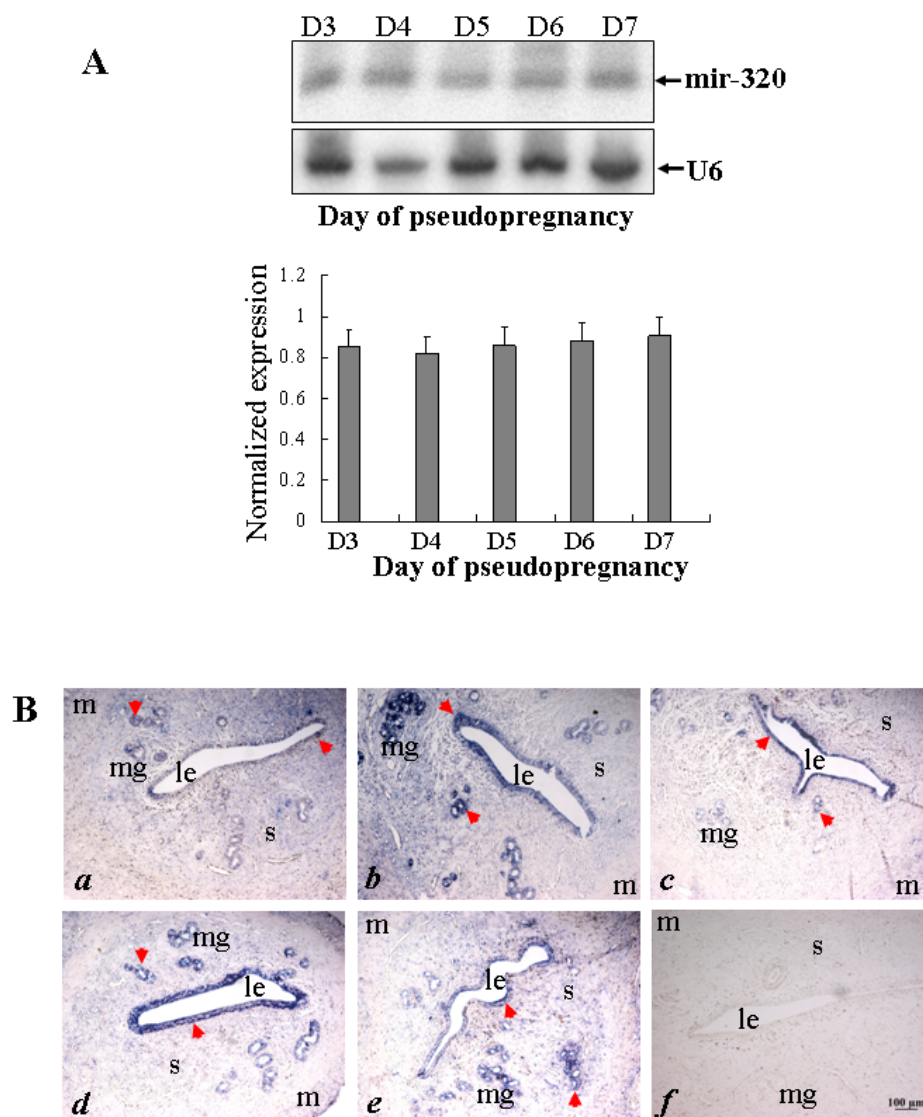 A
D3 D4 D5 D6 D7
mir-320
U6
Day of pseudopregnancy
Normalized expression
1.2
1
0.8
0.6
0.4
0.2
0
D3 D4 D5 D6 D7
Day of pseudopregnancy
B
m
mg
le
s
a
mg
le
s
b
m
s
le
mg
c
m
mg
le
s
d
m
m
le
s
e
mg
m
s
le
f
mg
100 µm